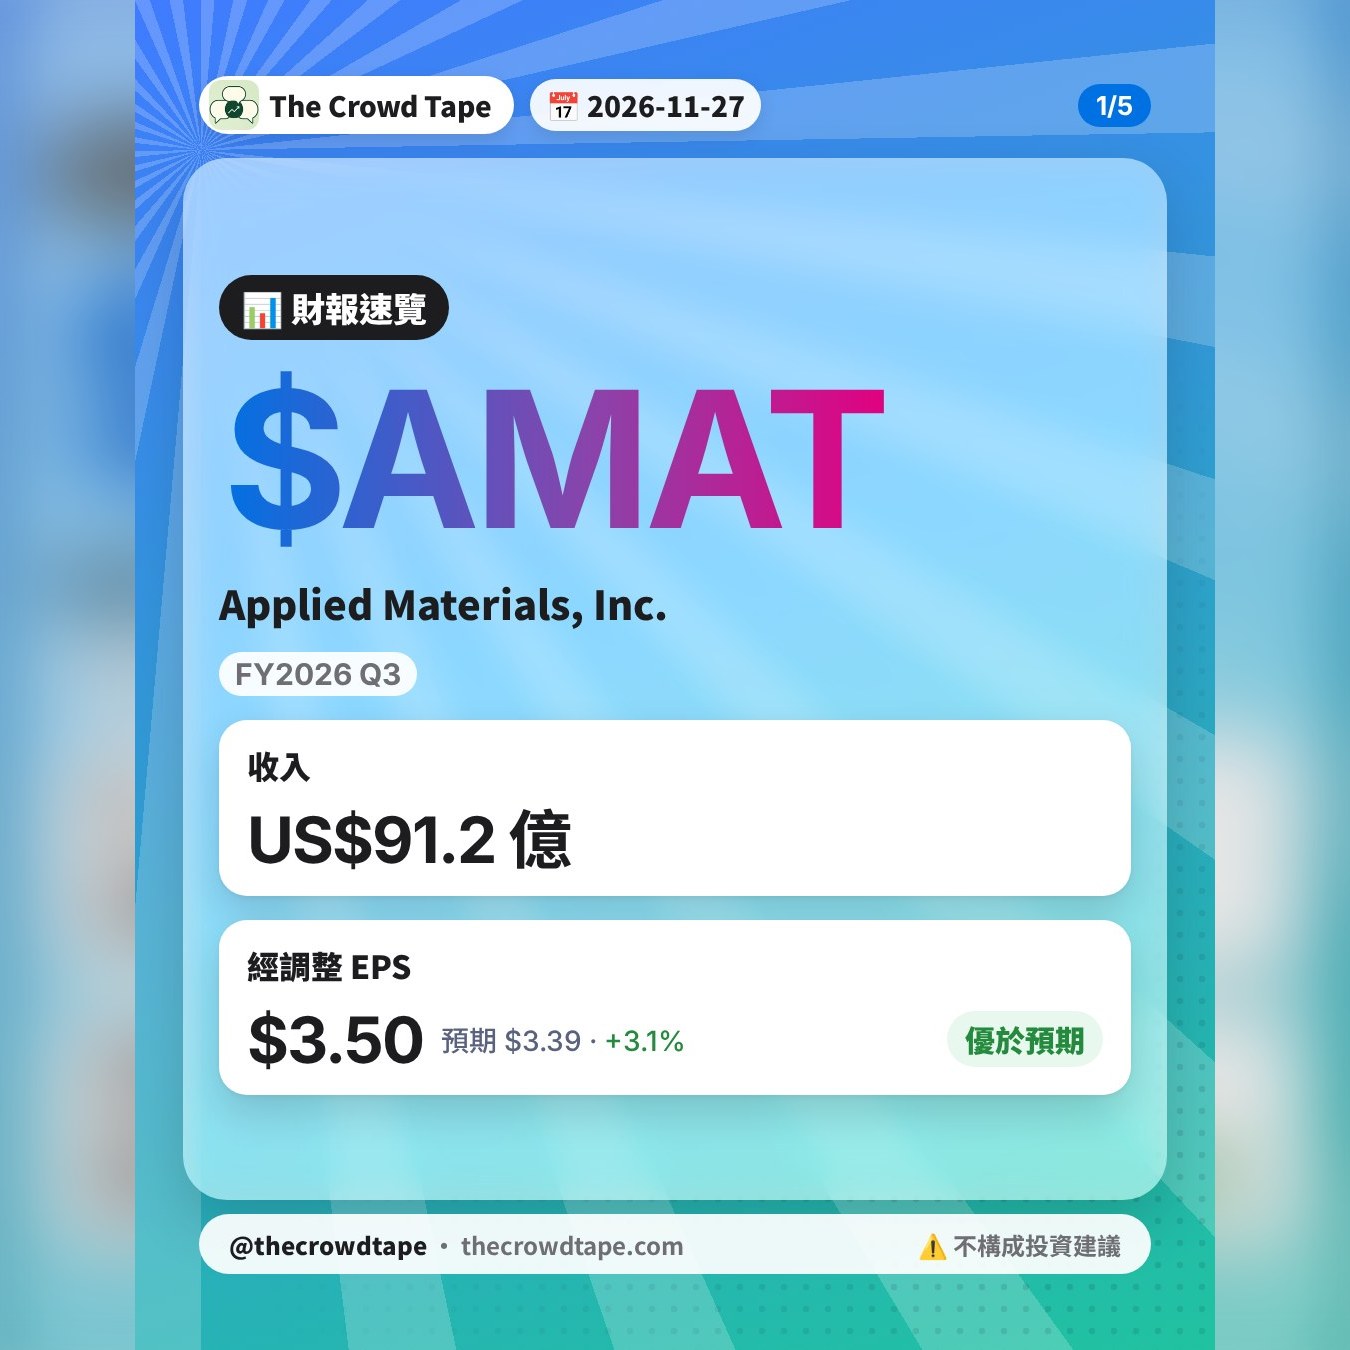 The Crowd Tape
2026-11-27
1/5
財報速覽
$AMAT
Applied Materials, Inc.
FY2026 Q3
收入
US$91.2 億
經調整 EPS
$3.50 預期 $3.39 · +3.1% 優於預期
@thecrowdtape • thecrowdtape.com ⚠️ 不構成投資建議